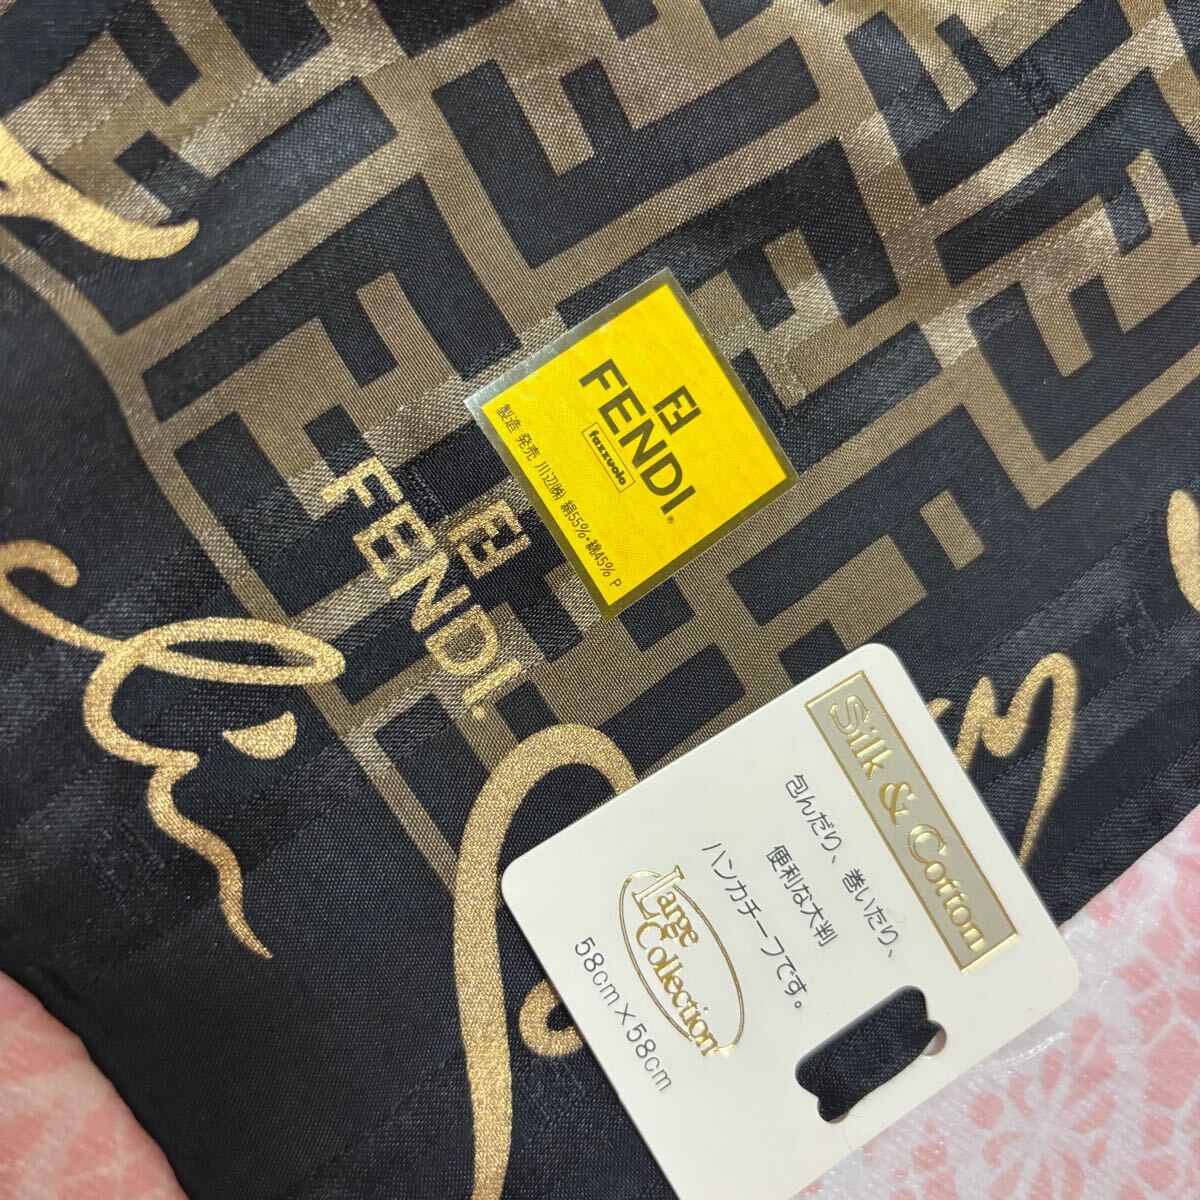 FENDI
fazzuolo
製造 発売 川辺㈱ 絹55%・綿45% P
FENDI.
Silk & Cotton
包んだり、巻いたり、
便利な大判
ハンカチーフです。
Large
Collection
58cm×58cm